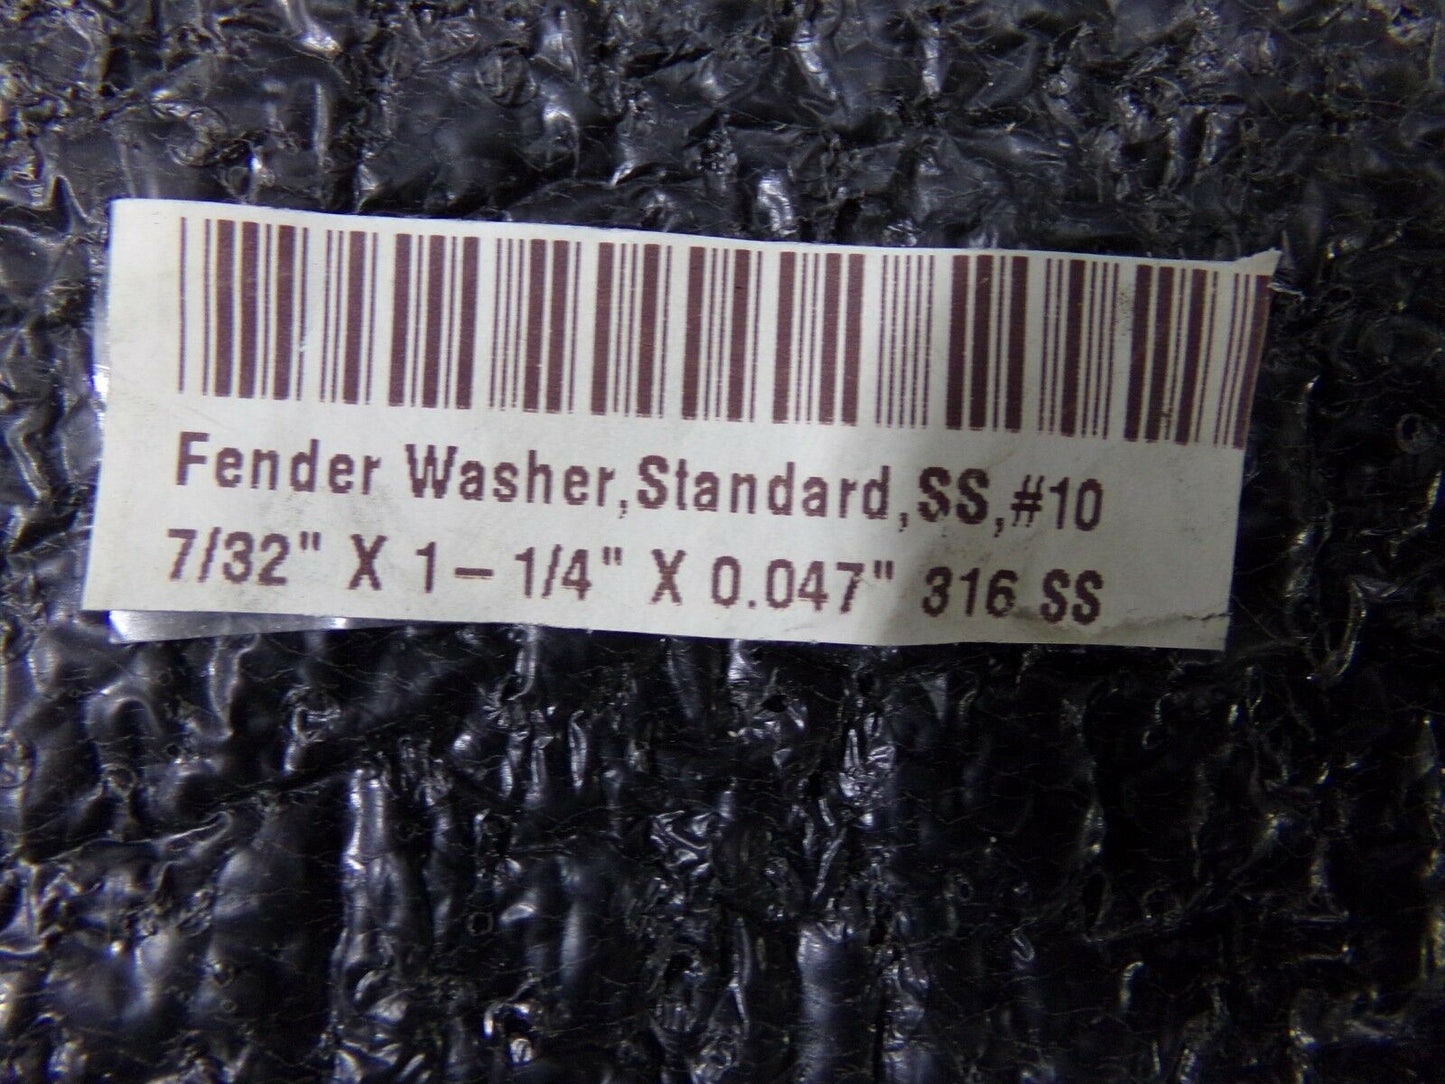 Fender Washer,Standard,SS,#10
7/32" X 1-1/4" X 0.047" 316 SS